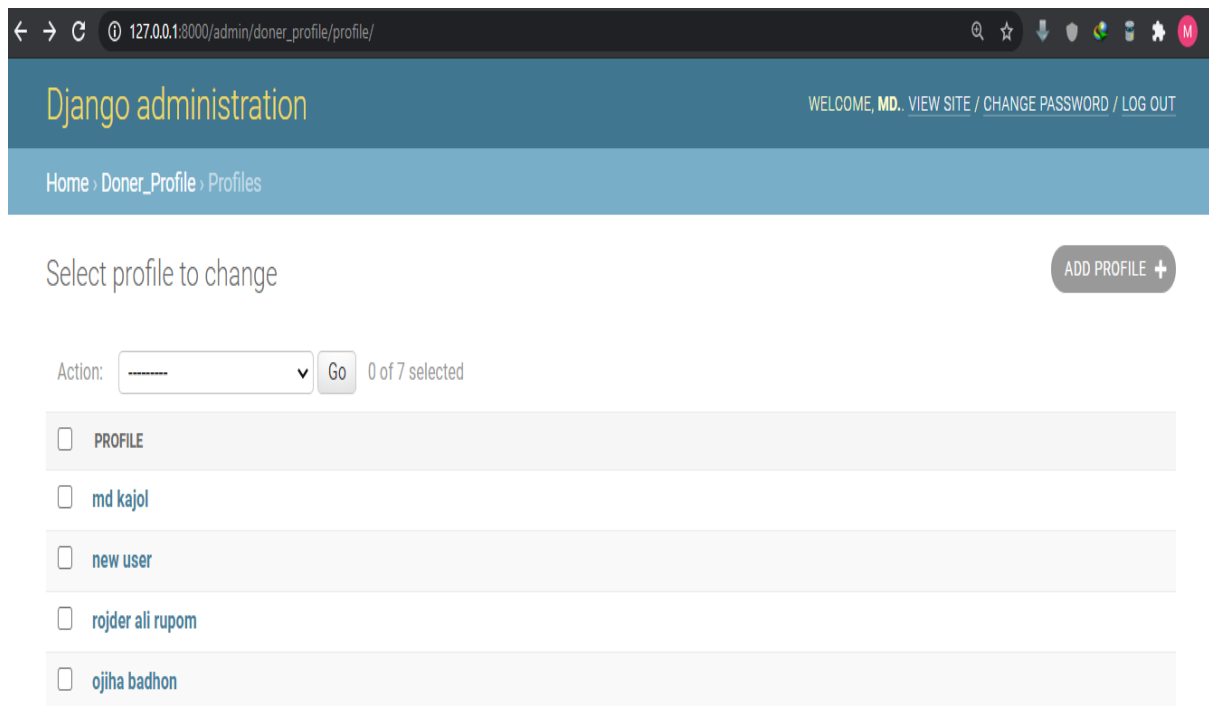 127.0.0.1:8000/admin/doner_profile/profile/
M
Django administration
WELCOME, MD.. VIEW SITE / CHANGE PASSWORD / LOG OUT
Home › Doner_Profile › Profiles
Select profile to change
ADD PROFILE +
Action: --------- Go 0 of 7 selected
PROFILE
md kajol
new user
rojder ali rupom
ojiha badhon